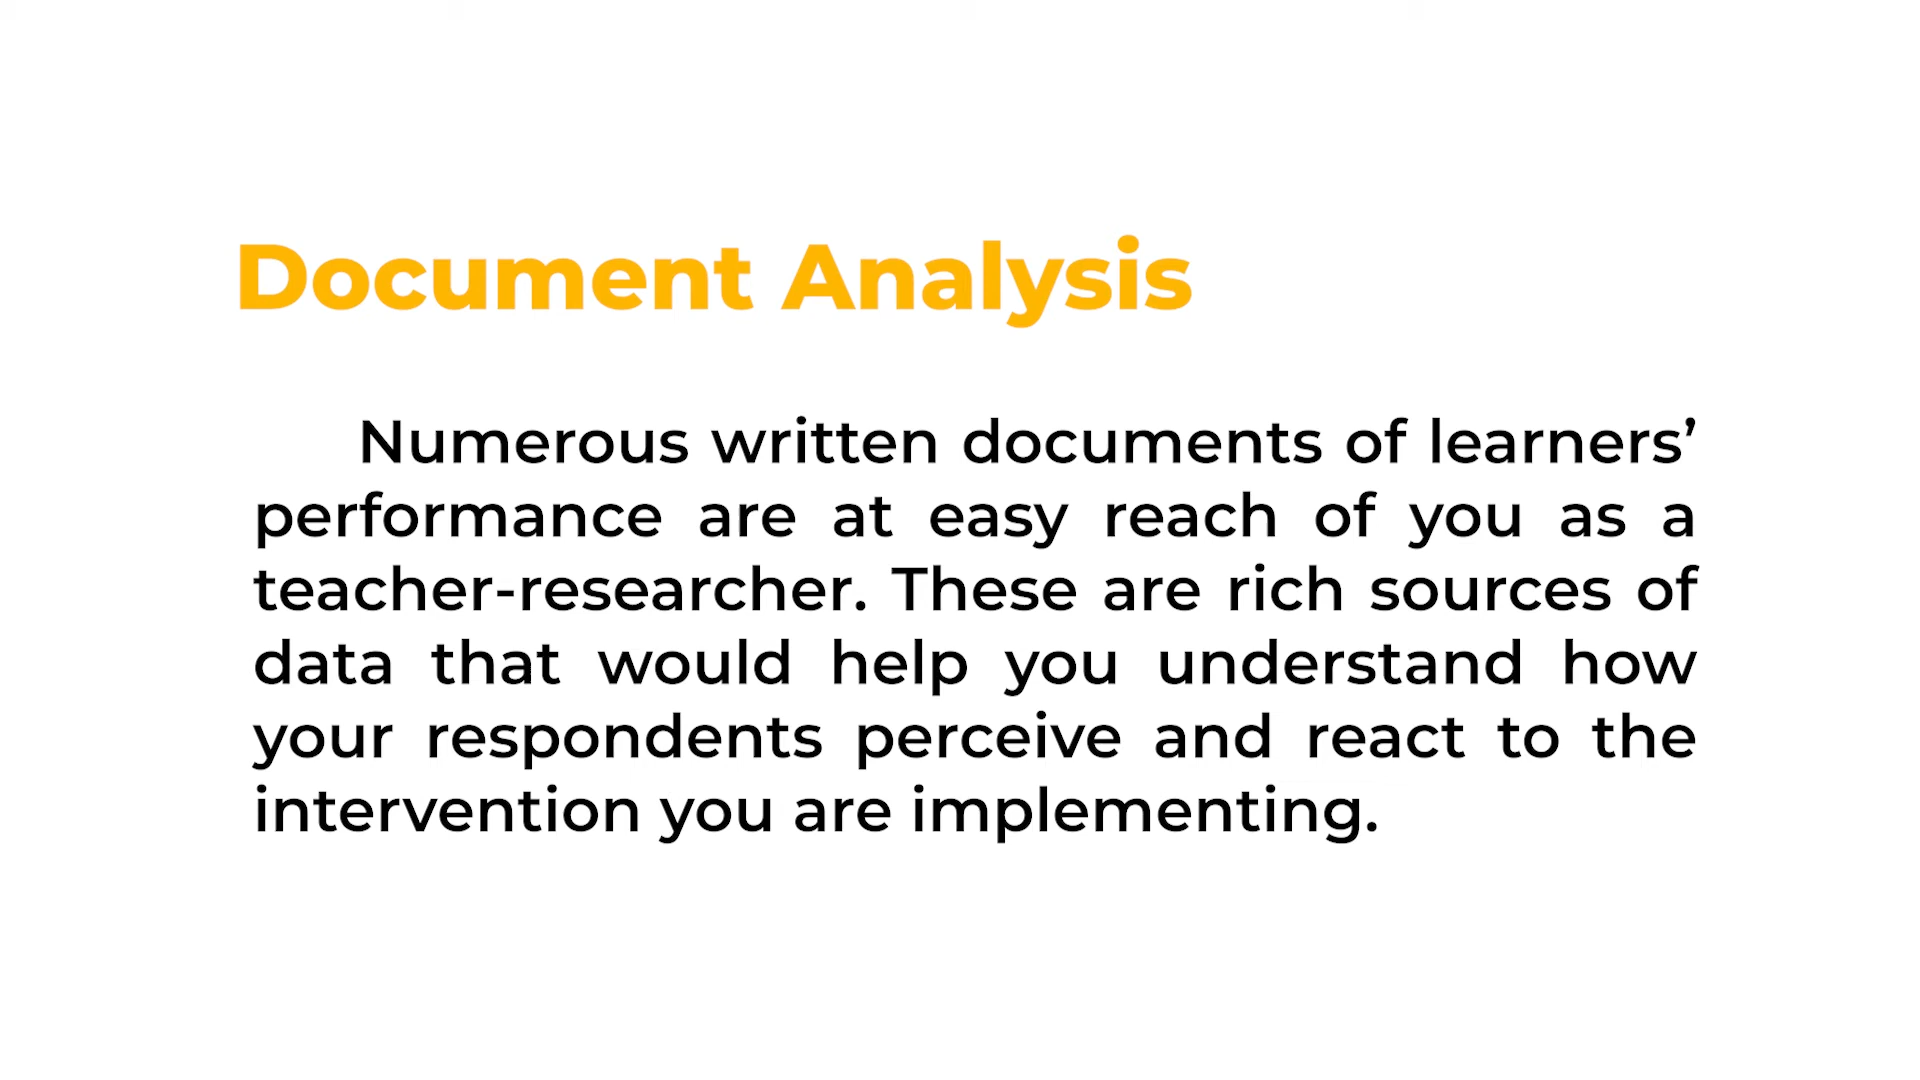 Document Analysis
Numerous written documents of learners’
performance are at easy reach of you as a
teacher-researcher. These are rich sources of
data that would help you understand how
your respondents perceive and react to the
intervention you are implementing.